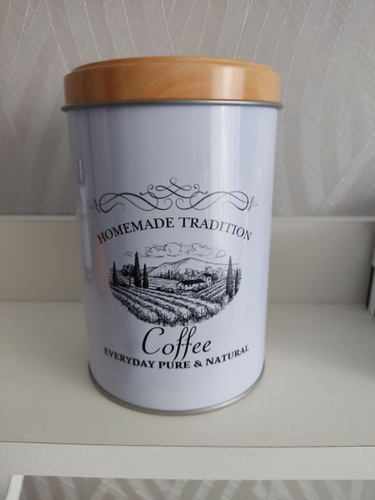 HOMEMADE TRADITION
Coffee
EVERYDAY PURE & NATURAL